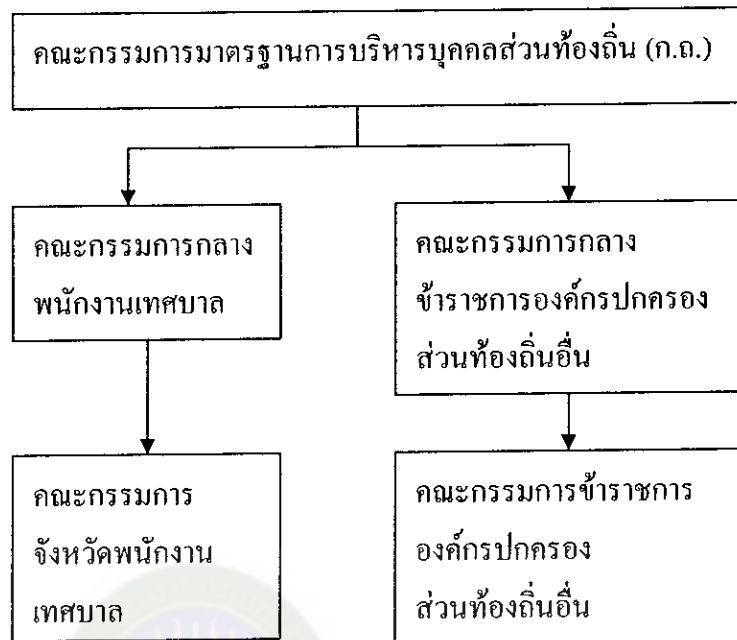 คณะกรรมการมาตรฐานการบริหารบุคคลส่วนท้องถิ่น (ก.ถ.)
คณะกรรมการกลาง
พนักงานเทศบาล
คณะกรรมการกลาง
ข้าราชการองค์กรปกครอง
ส่วนท้องถิ่นอื่น
คณะกรรมการ
จังหวัดพนักงาน
เทศบาล
คณะกรรมการข้าราชการ
องค์กรปกครอง
ส่วนท้องถิ่นอื่น